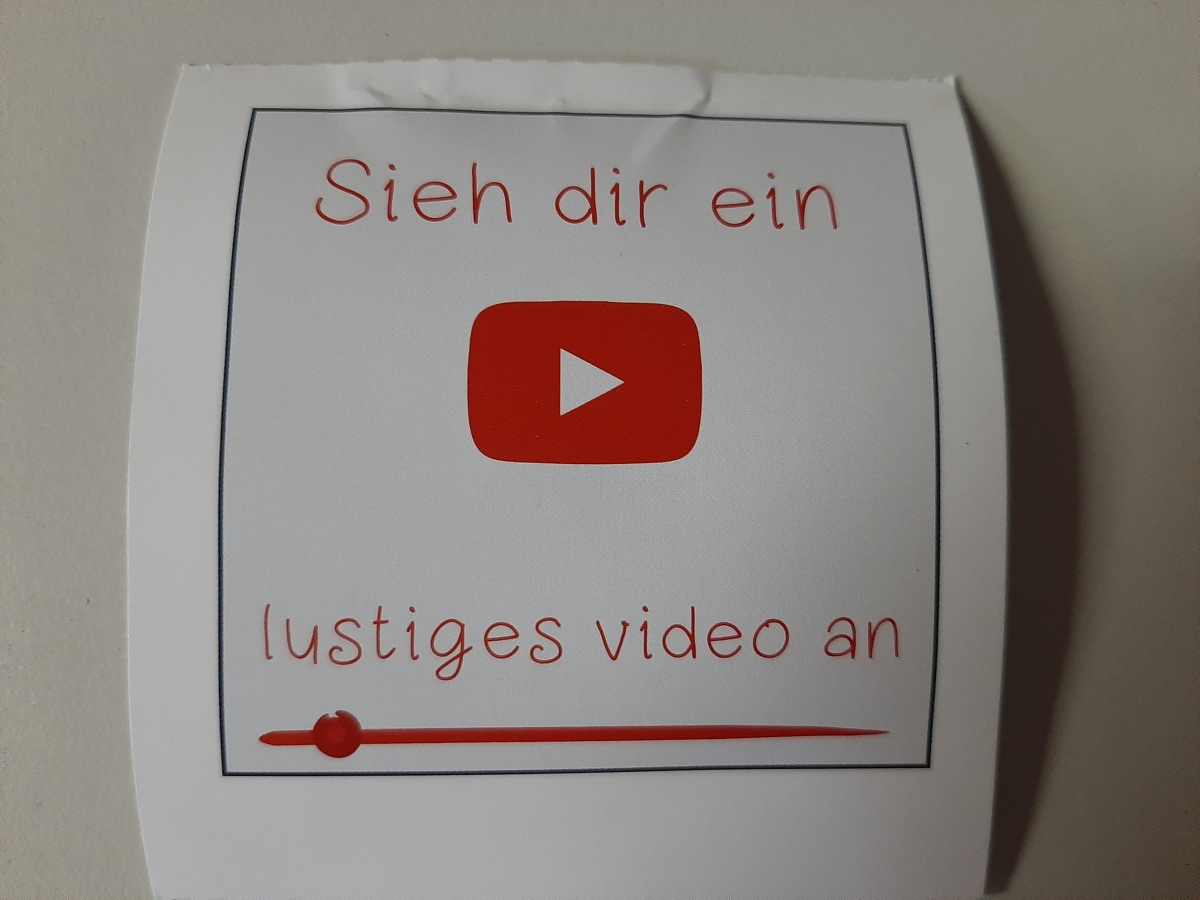 Sieh dir ein
lustiges video an